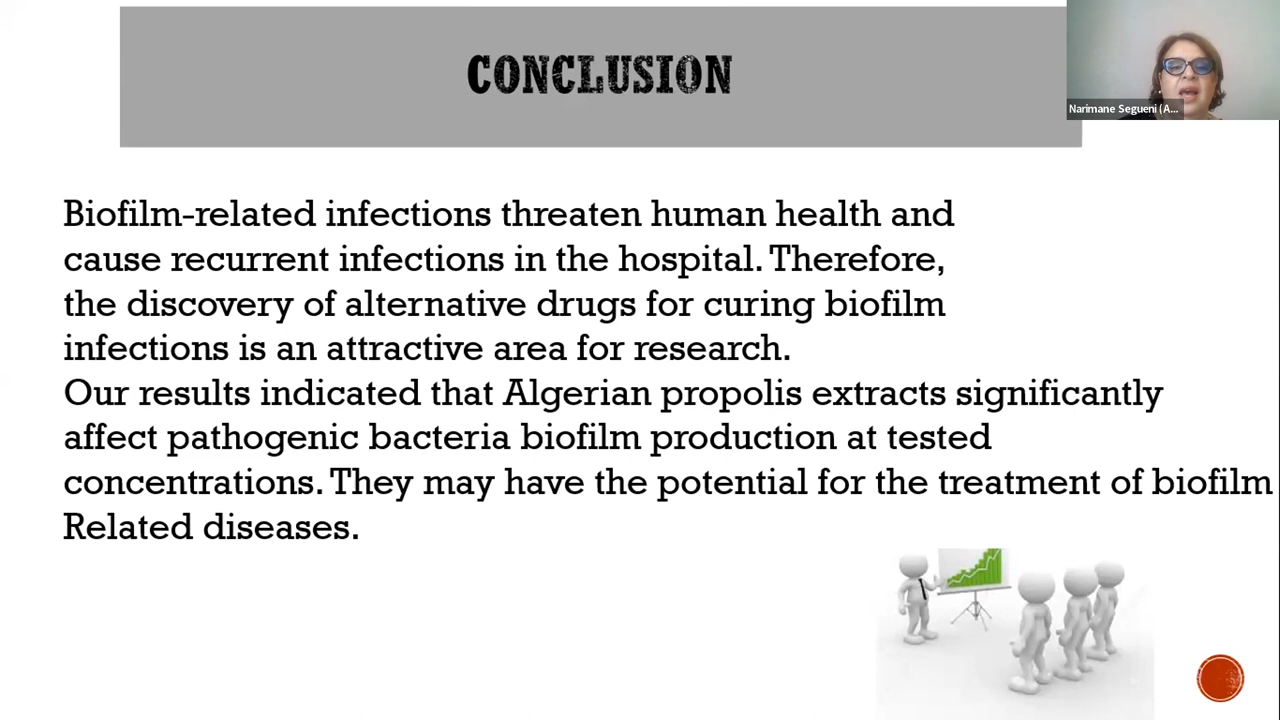 CONCLUSION
Narimane Segueni (A...
Biofilm-related infections threaten human health and
cause recurrent infections in the hospital. Therefore,
the discovery of alternative drugs for curing biofilm
infections is an attractive area for research.
Our results indicated that Algerian propolis extracts significantly
affect pathogenic bacteria biofilm production at tested
concentrations. They may have the potential for the treatment of biofilm
Related diseases.